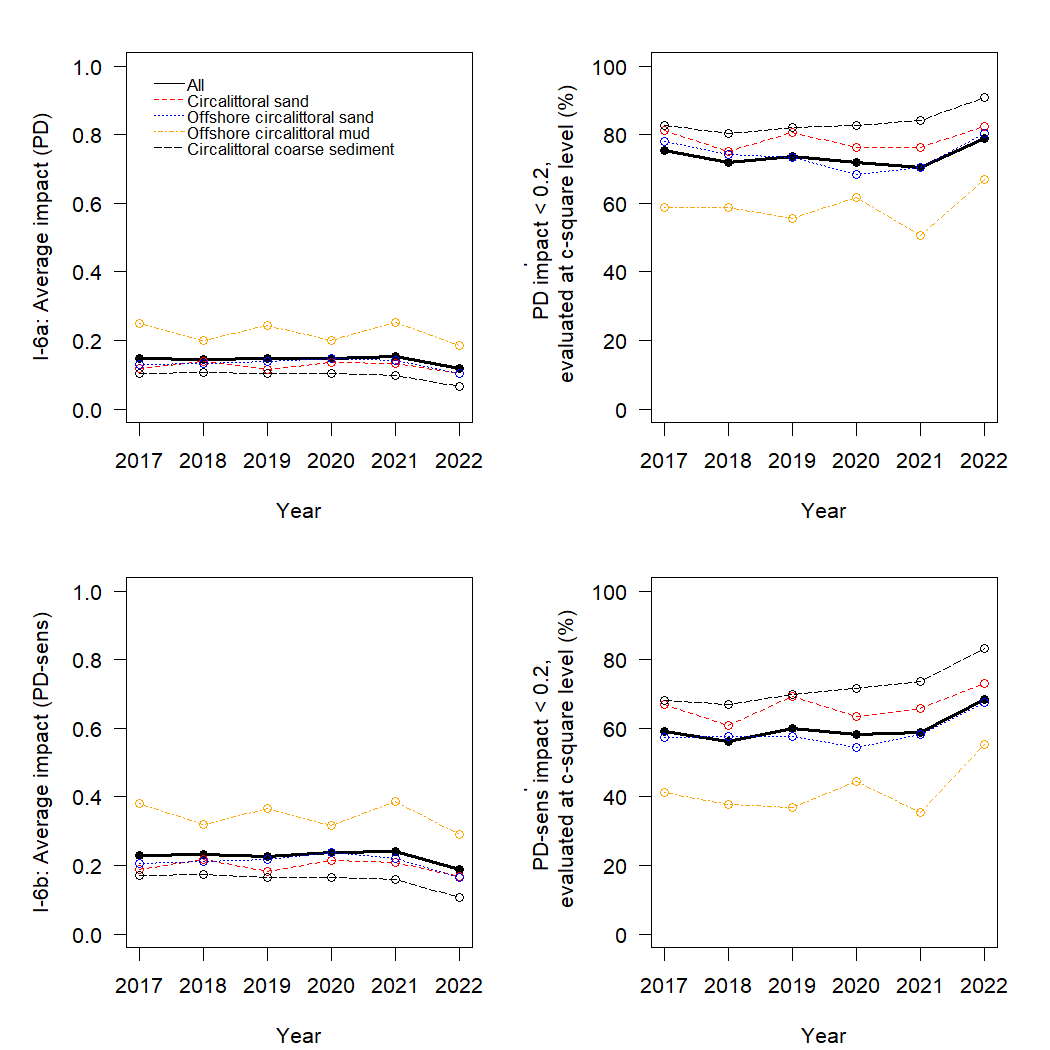 I-6a: Average impact (PD)
1.0
0.8
0.6
0.4
0.2
0.0
All
Circalittoral sand
Offshore circalittoral sand
Offshore circalittoral mud
Circalittoral coarse sediment
2017 2018 2019 2020 2021 2022
Year
PD impact < 0.2,
evaluated at c-square level (%)
100
80
60
40
20
0
2017 2018 2019 2020 2021 2022
Year
I-6b: Average impact (PD-sens)
1.0
0.8
0.6
0.4
0.2
0.0
2017 2018 2019 2020 2021 2022
Year
PD-sens impact < 0.2,
evaluated at c-square level (%)
100
80
60
40
20
0
2017 2018 2019 2020 2021 2022
Year